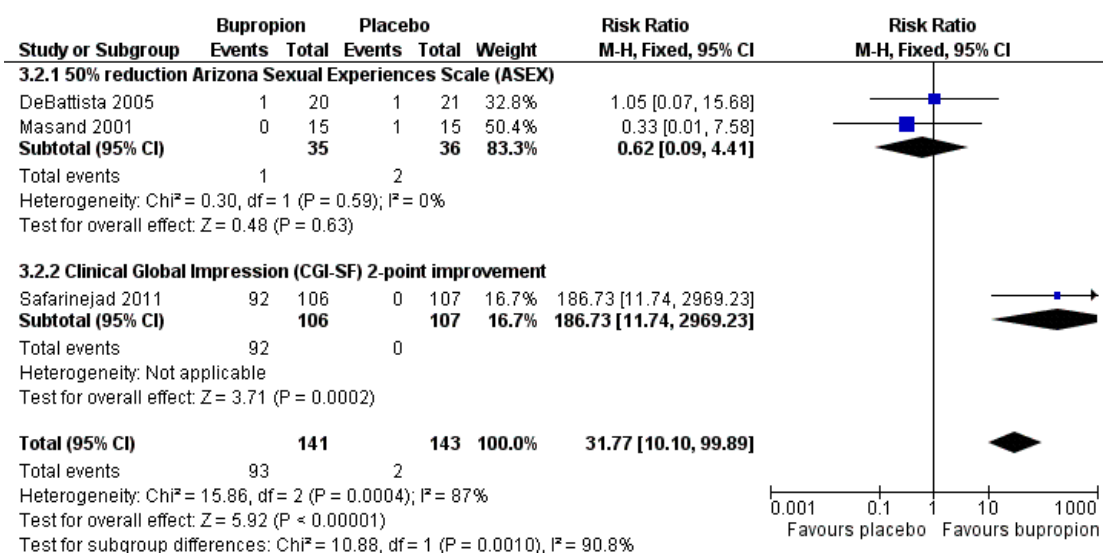 Bupropion Placebo Risk Ratio Risk Ratio
Study or Subgroup Events Total Events Total Weight M-H, Fixed, 95% CI M-H, Fixed, 95% CI
3.2.1 50% reduction Arizona Sexual Experiences Scale (ASEX)
DeBattista 2005 1 20 1 21 32.8% 1.05 [0.07, 15.68]
Masand 2001 0 15 1 15 50.4% 0.33 [0.01, 7.58]
Subtotal (95% CI) 35 36 83.3% 0.62 [0.09, 4.41]
Total events 1 2
Heterogeneity: Chi² = 0.30, df = 1 (P = 0.59); I² = 0%
Test for overall effect: Z = 0.48 (P = 0.63)
3.2.2 Clinical Global Impression (CGI-SF) 2-point improvement
Safarinejad 2011 92 106 0 107 16.7% 186.73 [11.74, 2969.23]
Subtotal (95% CI) 106 107 16.7% 186.73 [11.74, 2969.23]
Total events 92 0
Heterogeneity: Not applicable
Test for overall effect: Z = 3.71 (P = 0.0002)
Total (95% CI) 141 143 100.0% 31.77 [10.10, 99.89]
Total events 93 2
Heterogeneity: Chi² = 15.86, df = 2 (P = 0.0004); I² = 87%
Test for overall effect: Z = 5.92 (P < 0.00001)
Test for subgroup differences: Chi² = 10.88, df = 1 (P = 0.0010), I² = 90.8%
0.001 0.1 1 10 1000
Favours placebo Favours bupropion